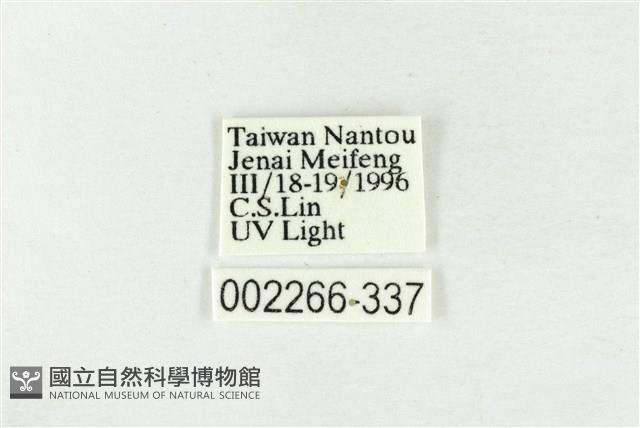 Taiwan Nantou
Jenai Meifeng
III/18-19/1996
C.S.Lin
UV Light
002266-337
國立自然科學博物館
NATIONAL MUSEUM OF NATURAL SCIENCE